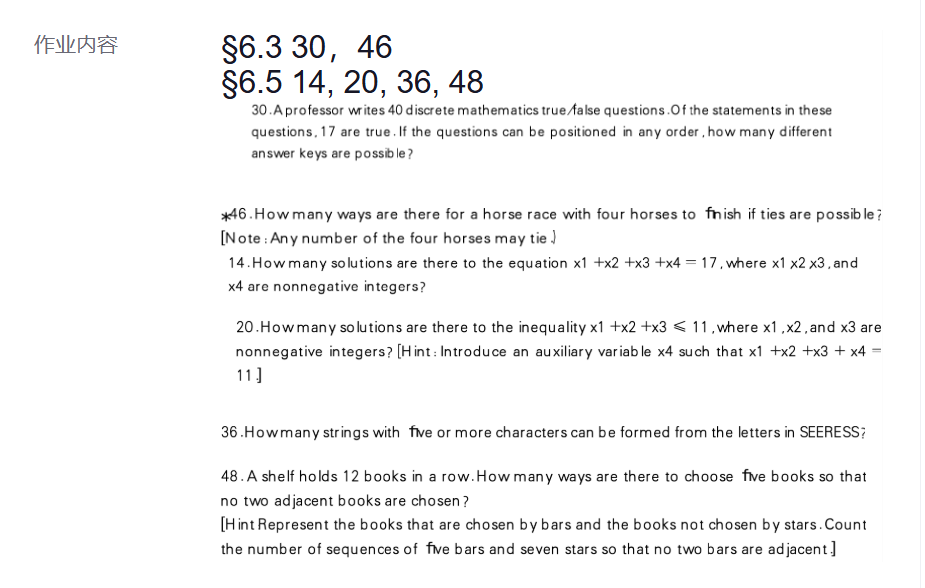 作业内容
§6.3 30，46
§6.5 14, 20, 36, 48
30.A professor writes 40 discrete mathematics true/false questions.Of the statements in these
questions, 17 are true.If the questions can be positioned in any order, how many different
answer keys are possible?
*46.How many ways are there for a horse race with four horses to finish if ties are possible?
[Note:Any number of the four horses may tie.]
14.How many solutions are there to the equation x1 +x2 +x3 +x4 = 17, where x1 x2 x3, and
x4 are nonnegative integers?
20.How many solutions are there to the inequality x1 +x2 +x3 ⩽ 11, where x1 ,x2 ,and x3 are
nonnegative integers? [Hint: Introduce an auxiliary variable x4 such that x1 +x2 +x3 + x4 =
11.]
36.How many strings with five or more characters can be formed from the letters in SEERESS?
48.A shelf holds 12 books in a row.How many ways are there to choose five books so that
no two adjacent books are chosen?
[Hint Represent the books that are chosen by bars and the books not chosen by stars.Count
the number of sequences of five bars and seven stars so that no two bars are adjacent.]